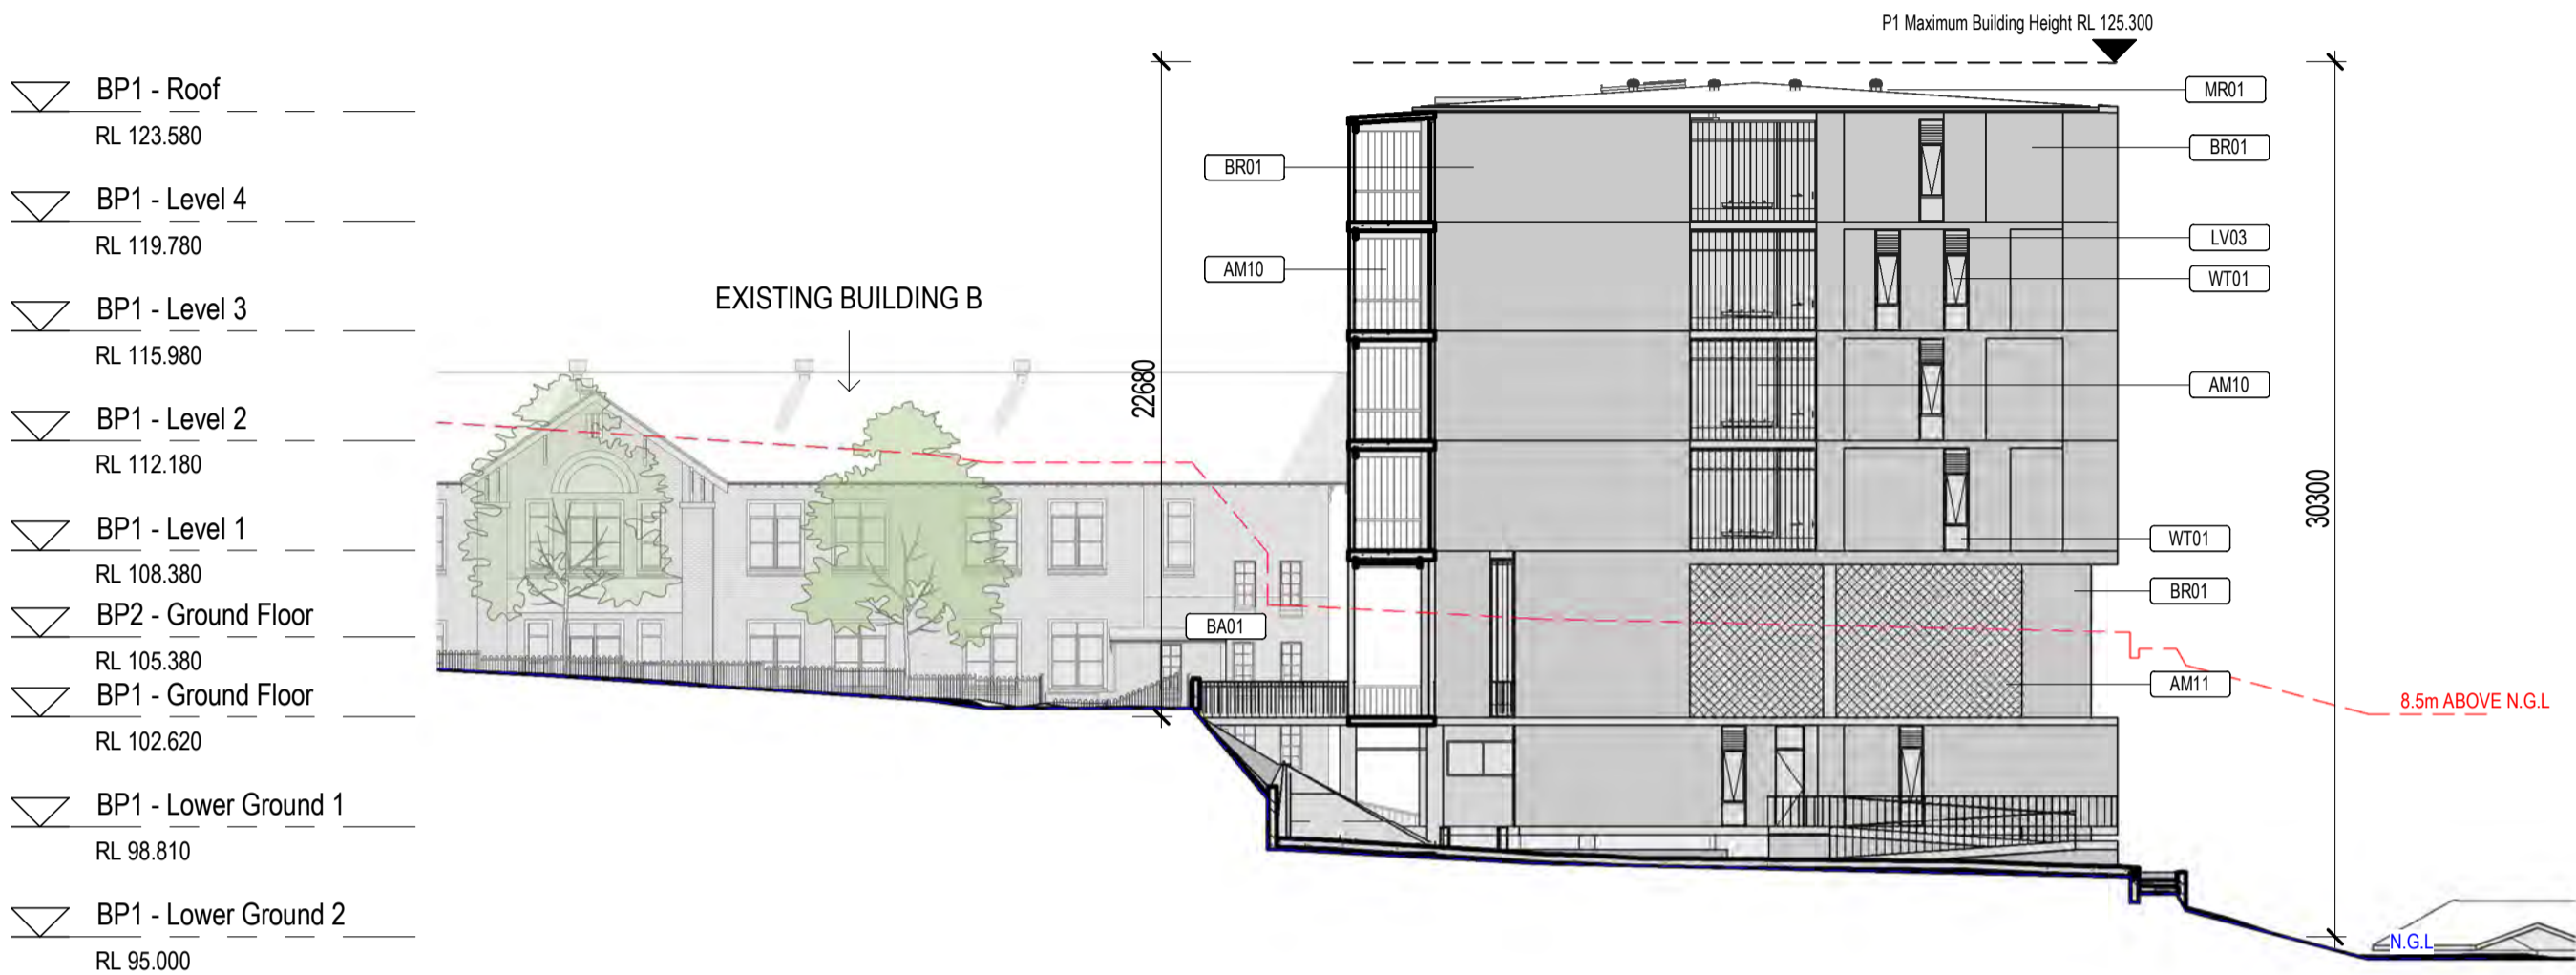 P1 Maximum Building Height RL 125.300
BP1 - Roof
RL 123.580
BP1 - Level 4
RL 119.780
BP1 - Level 3
RL 115.980
BP1 - Level 2
RL 112.180
BP1 - Level 1
RL 108.380
BP2 - Ground Floor
RL 105.380
BP1 - Ground Floor
RL 102.620
BP1 - Lower Ground 1
RL 98.810
BP1 - Lower Ground 2
RL 95.000
EXISTING BUILDING B
22680
BR01
AM10
BA01
MR01
BR01
LV03
WT01
AM10
WT01
BR01
AM11
30300
8.5m ABOVE N.G.L
N.G.L